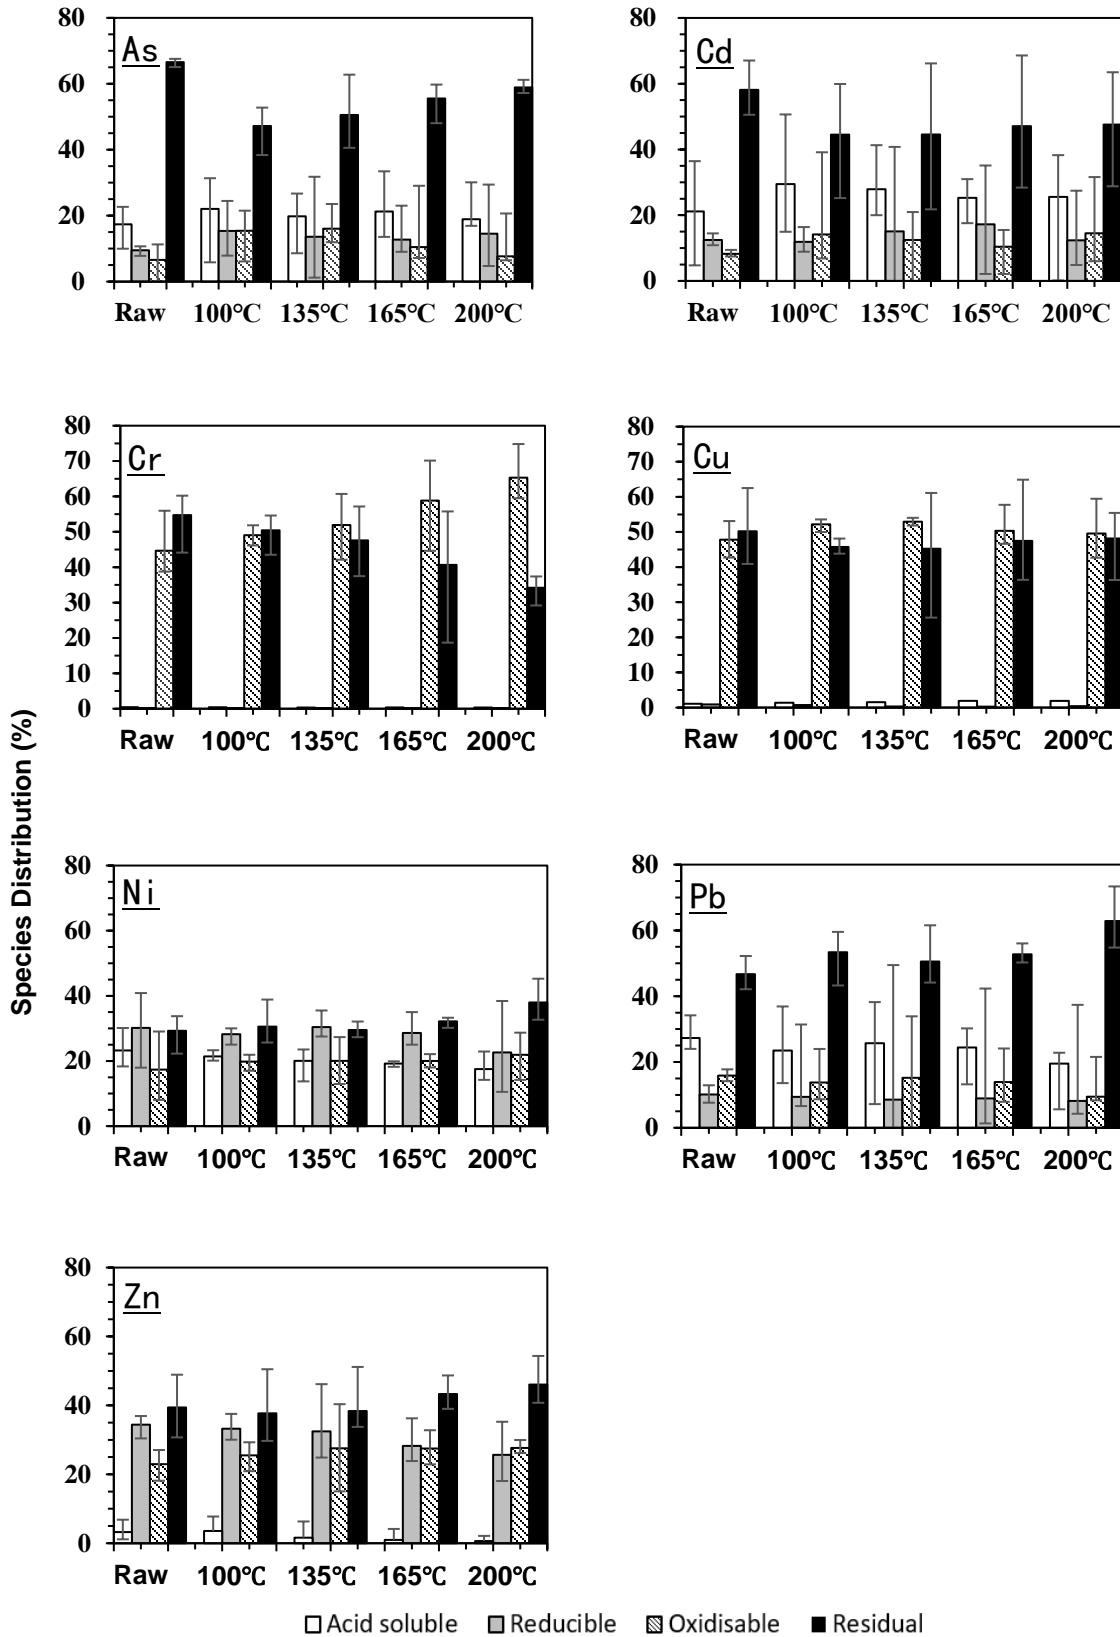 80
60
40
20
0
As
Raw 100℃ 135℃ 165℃ 200℃
80
60
40
20
0
Cd
Raw 100℃ 135℃ 165℃ 200℃
80
70
60
50
40
30
20
10
0
Cr
Raw 100℃ 135℃ 165℃ 200℃
80
70
60
50
40
30
20
10
0
Cu
Raw 100℃ 135℃ 165℃ 200℃
Species Distribution (%)
80
60
40
20
0
Ni
Raw 100℃ 135℃ 165℃ 200℃
80
60
40
20
0
Pb
Raw 100℃ 135℃ 165℃ 200℃
80
60
40
20
0
Zn
Raw 100℃ 135℃ 165℃ 200℃
Acid soluble Reducible Oxidisable Residual